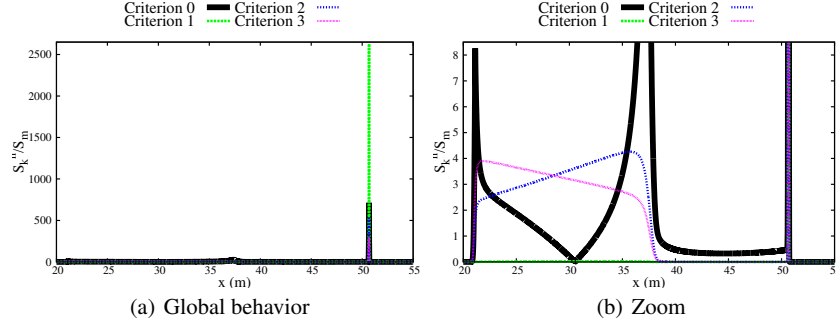 Criterion 0
Criterion 1
Criterion 2
Criterion 3
S_k''/S_m
2500
2000
1500
1000
500
0
20 25 30 35 40 45 50 55
x (m)
(a) Global behavior
Criterion 0
Criterion 1
Criterion 2
Criterion 3
S_k''/S_m
8
7
6
5
4
3
2
1
0
20 25 30 35 40 45 50 5
x (m)
(b) Zoom